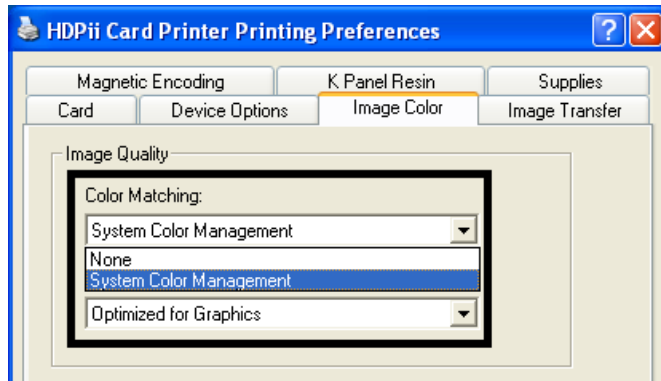 HDPii Card Printer Printing Preferences
Magnetic Encoding K Panel Resin Supplies
Card Device Options Image Color Image Transfer
Image Quality
Color Matching:
System Color Management
None
System Color Management
Optimized for Graphics